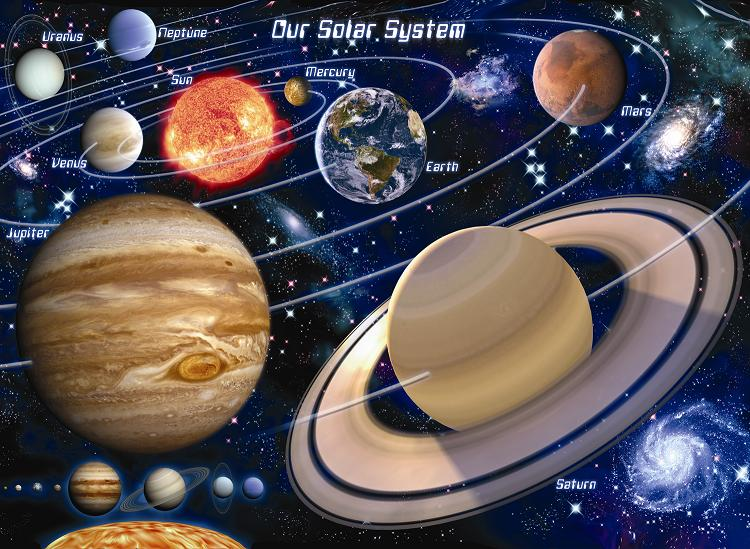 Our Solar System
Uranus
Neptune
Sun
Mercury
Mars
Venus
Earth
Jupiter
Saturn